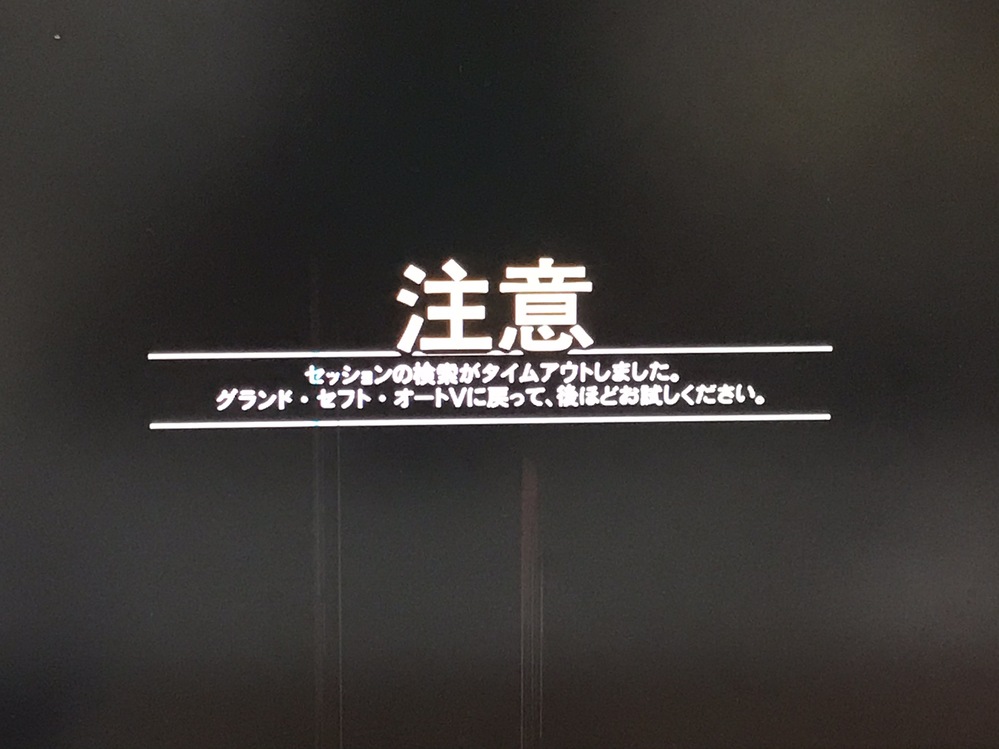 注意
セッションの検索がタイムアウトしました。
グランド・セフト・オートVに戻って、後ほどお試しください。